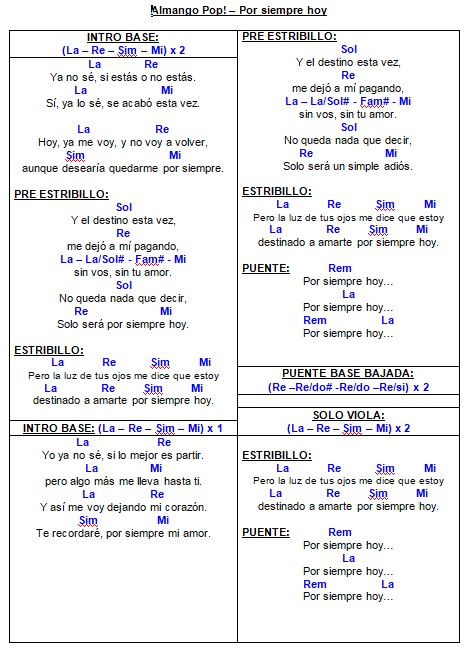 Almango Pop! – Por siempre hoy
INTRO BASE:
(La – Re – Sim – Mi) x 2
La Re
Ya no sé, si estás o no estás.
La Mi
Sí, ya lo sé, se acabó esta vez.
La Re
Hoy, ya me voy, y no voy a volver,
Sim Mi
aunque desearía quedarme por siempre.
PRE ESTRIBILLO:
Sol
Y el destino esta vez,
Re
me dejó a mí pagando,
La – La/Sol# - Fam# - Mi
sin vos, sin tu amor.
Sol
No queda nada que decir,
Re Mi
Solo será por siempre hoy.
ESTRIBILLO:
La Re Sim Mi
Pero la luz de tus ojos me dice que estoy
La Re Sim Mi
destinado a amarte por siempre hoy.
INTRO BASE: (La – Re – Sim – Mi) x 1
La Re
Yo ya no sé, si lo mejor es partir.
La Mi
pero algo más me lleva hasta ti.
La Re
Y así me voy dejando mi corazón.
Sim Mi
Te recordaré, por siempre mi amor.
PRE ESTRIBILLO:
Sol
Y el destino esta vez,
Re
me dejó a mí pagando,
La – La/Sol# - Fam# - Mi
sin vos, sin tu amor.
Sol
No queda nada que decir,
Re Mi
Solo será un simple adiós.
ESTRIBILLO:
La Re Sim Mi
Pero la luz de tus ojos me dice que estoy
La Re Sim Mi
destinado a amarte por siempre hoy.
PUENTE: Rem
Por siempre hoy…
La
Por siempre hoy…
Rem La
Por siempre hoy…
PUENTE BASE BAJADA:
(Re –Re/do# -Re/do –Re/si) x 2
SOLO VIOLA:
(La – Re – Sim – Mi) x 2
ESTRIBILLO:
La Re Sim Mi
Pero la luz de tus ojos me dice que estoy
La Re Sim Mi
destinado a amarte por siempre hoy.
PUENTE: Rem
Por siempre hoy…
La
Por siempre hoy…
Rem La
Por siempre hoy…